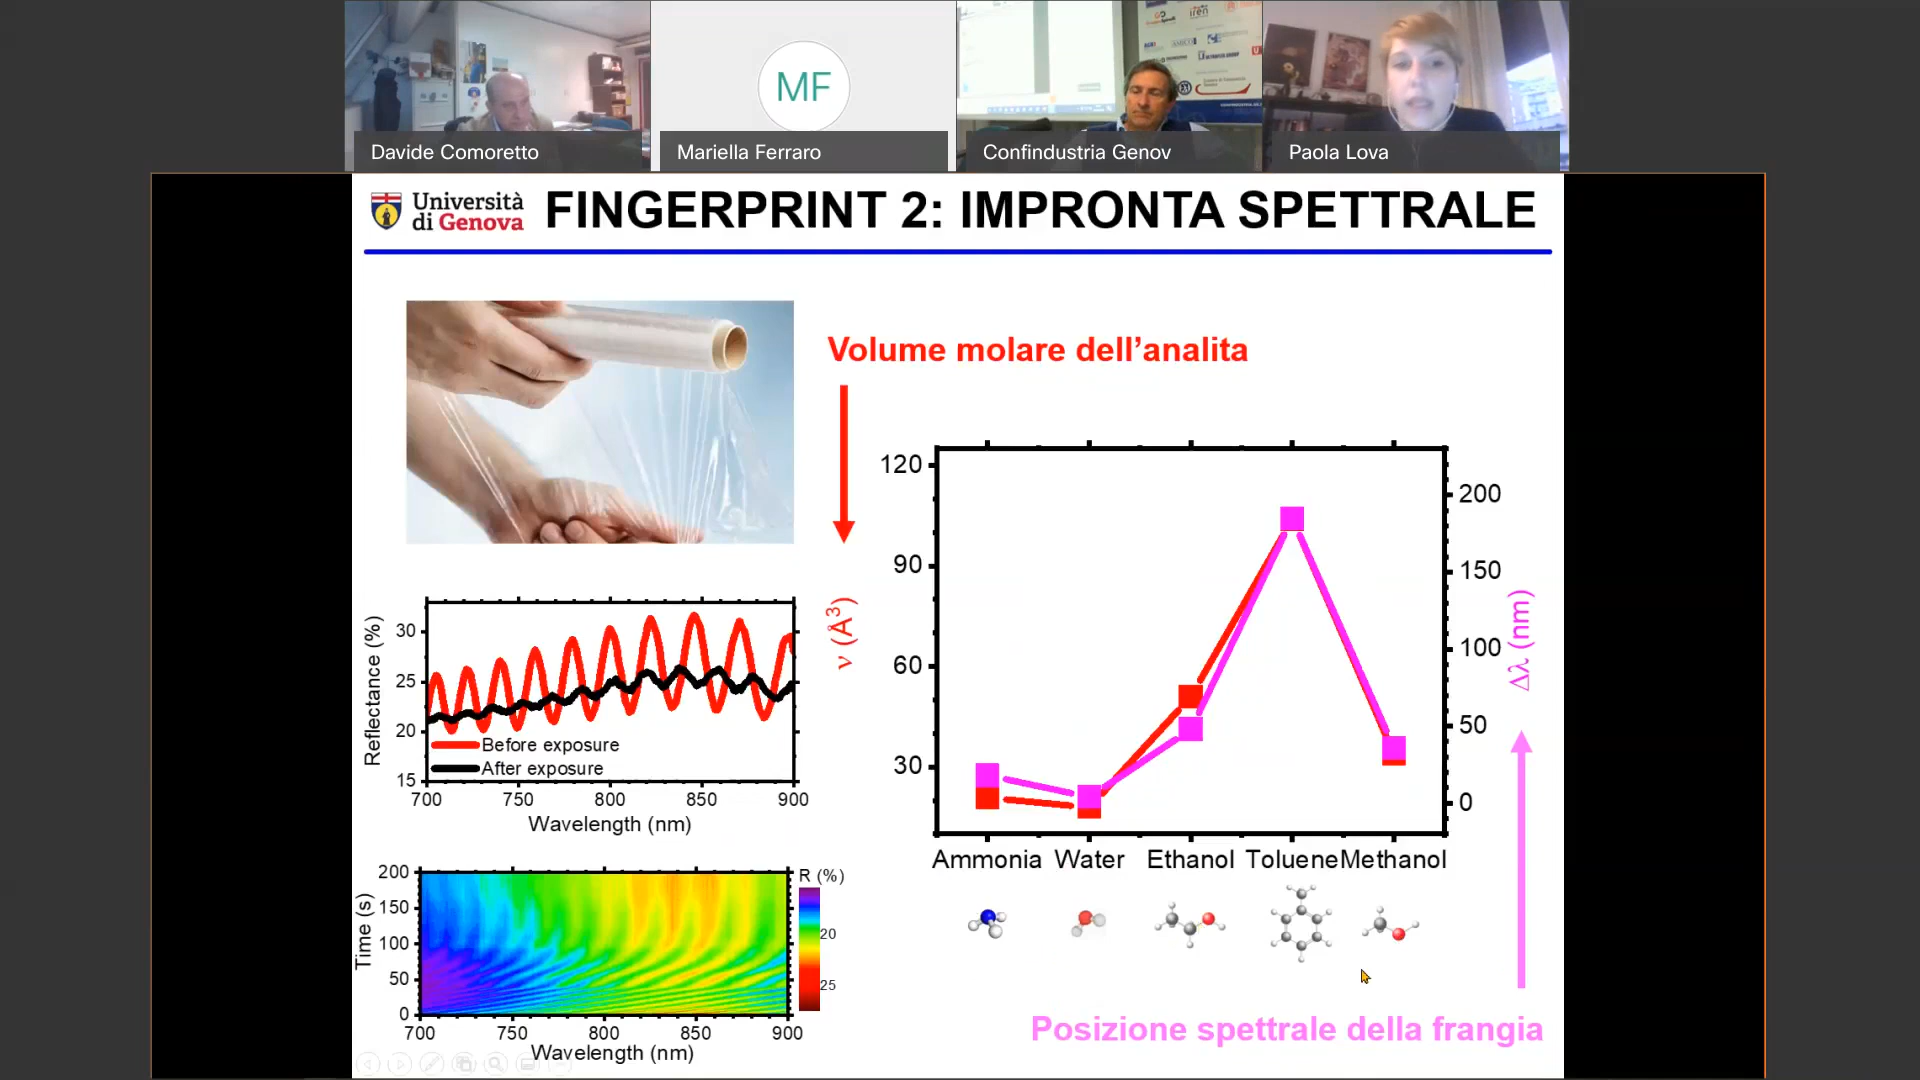 iren
MF
Davide Comoretto
Mariella Ferraro
Confindustria Genov
Paola Lova
Università
di Genova
FINGERPRINT 2: IMPRONTA SPETTRALE
Volume molare dell’analita
ν (Å³)
120
90
60
30
200
150
100
50
0
Δλ (nm)
Ammonia Water Ethanol Toluene Methanol
Posizione spettrale della frangia
Reflectance (%)
30
25
20
15
Before exposure
After exposure
700 750 800 850 900
Wavelength (nm)
Time (s)
200
150
100
50
0
R (%)
20
25
700 750 800 850 900
Wavelength (nm)